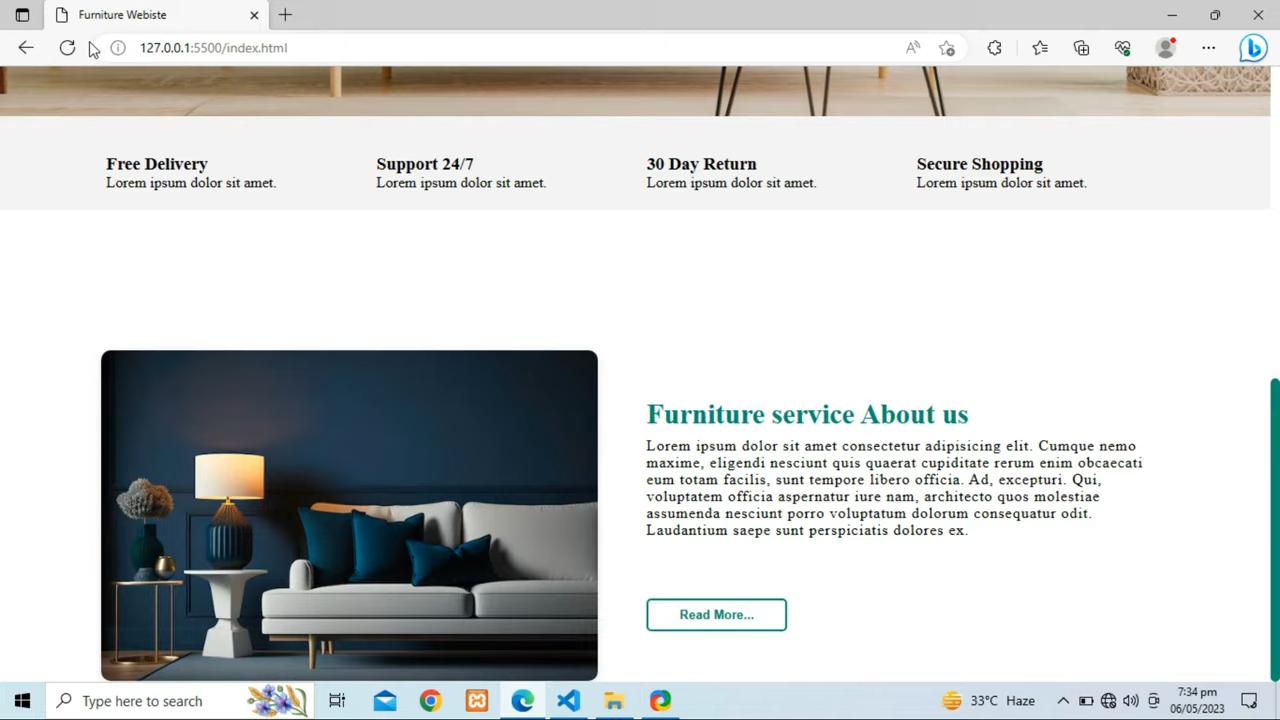 Furniture Webiste
127.0.0.1:5500/index.html
Free Delivery
Lorem ipsum dolor sit amet.
Support 24/7
Lorem ipsum dolor sit amet.
30 Day Return
Lorem ipsum dolor sit amet.
Secure Shopping
Lorem ipsum dolor sit amet.
Furniture service About us
Lorem ipsum dolor sit amet consectetur adipisicing elit. Cumque nemo
maxime, eligendi nesciunt quis quaerat cupiditate rerum enim obcaecati
eum totam facilis, sunt tempore libero officia. Ad, excepturi. Qui,
voluptatem officia aspernatur iure nam, architecto quos molestiae
assumenda nesciunt porro voluptatum dolorum consequatur odit.
Laudantium saepe sunt perspiciatis dolores ex.
Read More...
Type here to search
33°C Haze
7:34 pm
06/05/2023